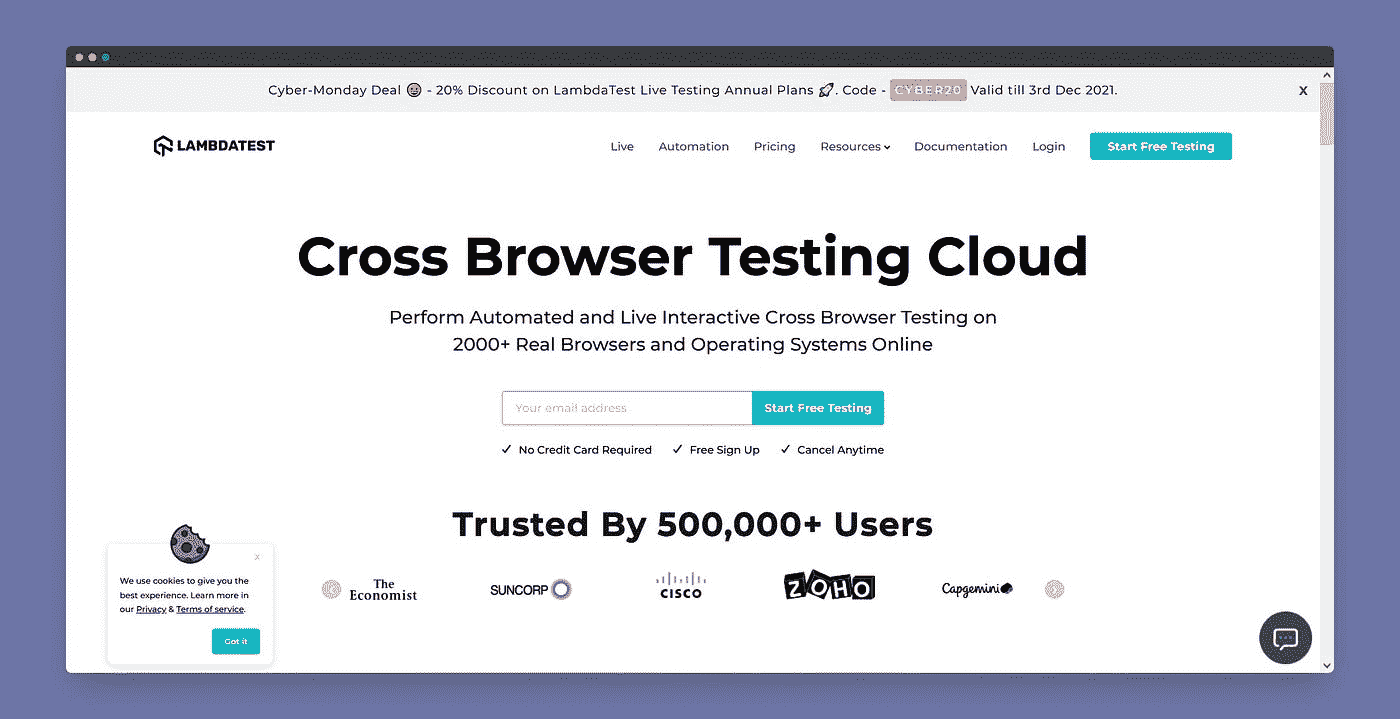 Cyber-Monday Deal 🤩 - 20% Discount on LambdaTest Live Testing Annual Plans 🚀. Code - CYBER20 Valid till 3rd Dec 2021. X
LAMBDATEST Live Automation Pricing Resources Documentation Login Start Free Testing
Cross Browser Testing Cloud
Perform Automated and Live Interactive Cross Browser Testing on
2000+ Real Browsers and Operating Systems Online
Your email address Start Free Testing
✓ No Credit Card Required ✓ Free Sign Up ✓ Cancel Anytime
Trusted By 500,000+ Users
The
Economist
SUNCORP
CISCO
ZOHO
Capgemini
x
We use cookies to give you the
best experience. Learn more in
our Privacy & Terms of service.
Got it